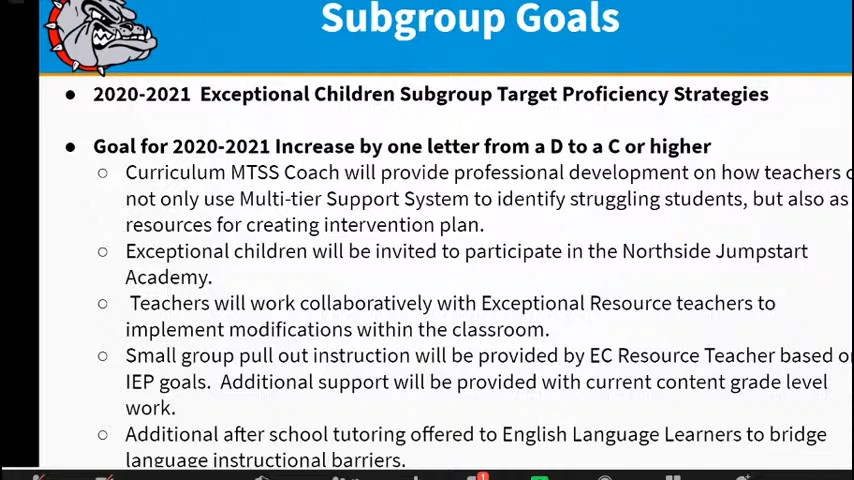 Subgroup Goals
● 2020-2021 Exceptional Children Subgroup Target Proficiency Strategies
● Goal for 2020-2021 Increase by one letter from a D to a C or higher
○ Curriculum MTSS Coach will provide professional development on how teachers
not only use Multi-tier Support System to identify struggling students, but also as
resources for creating intervention plan.
○ Exceptional children will be invited to participate in the Northside Jumpstart
Academy.
○ Teachers will work collaboratively with Exceptional Resource teachers to
implement modifications within the classroom.
○ Small group pull out instruction will be provided by EC Resource Teacher based
IEP goals. Additional support will be provided with current content grade level
work.
○ Additional after school tutoring offered to English Language Learners to bridge
language instructional barriers.
1